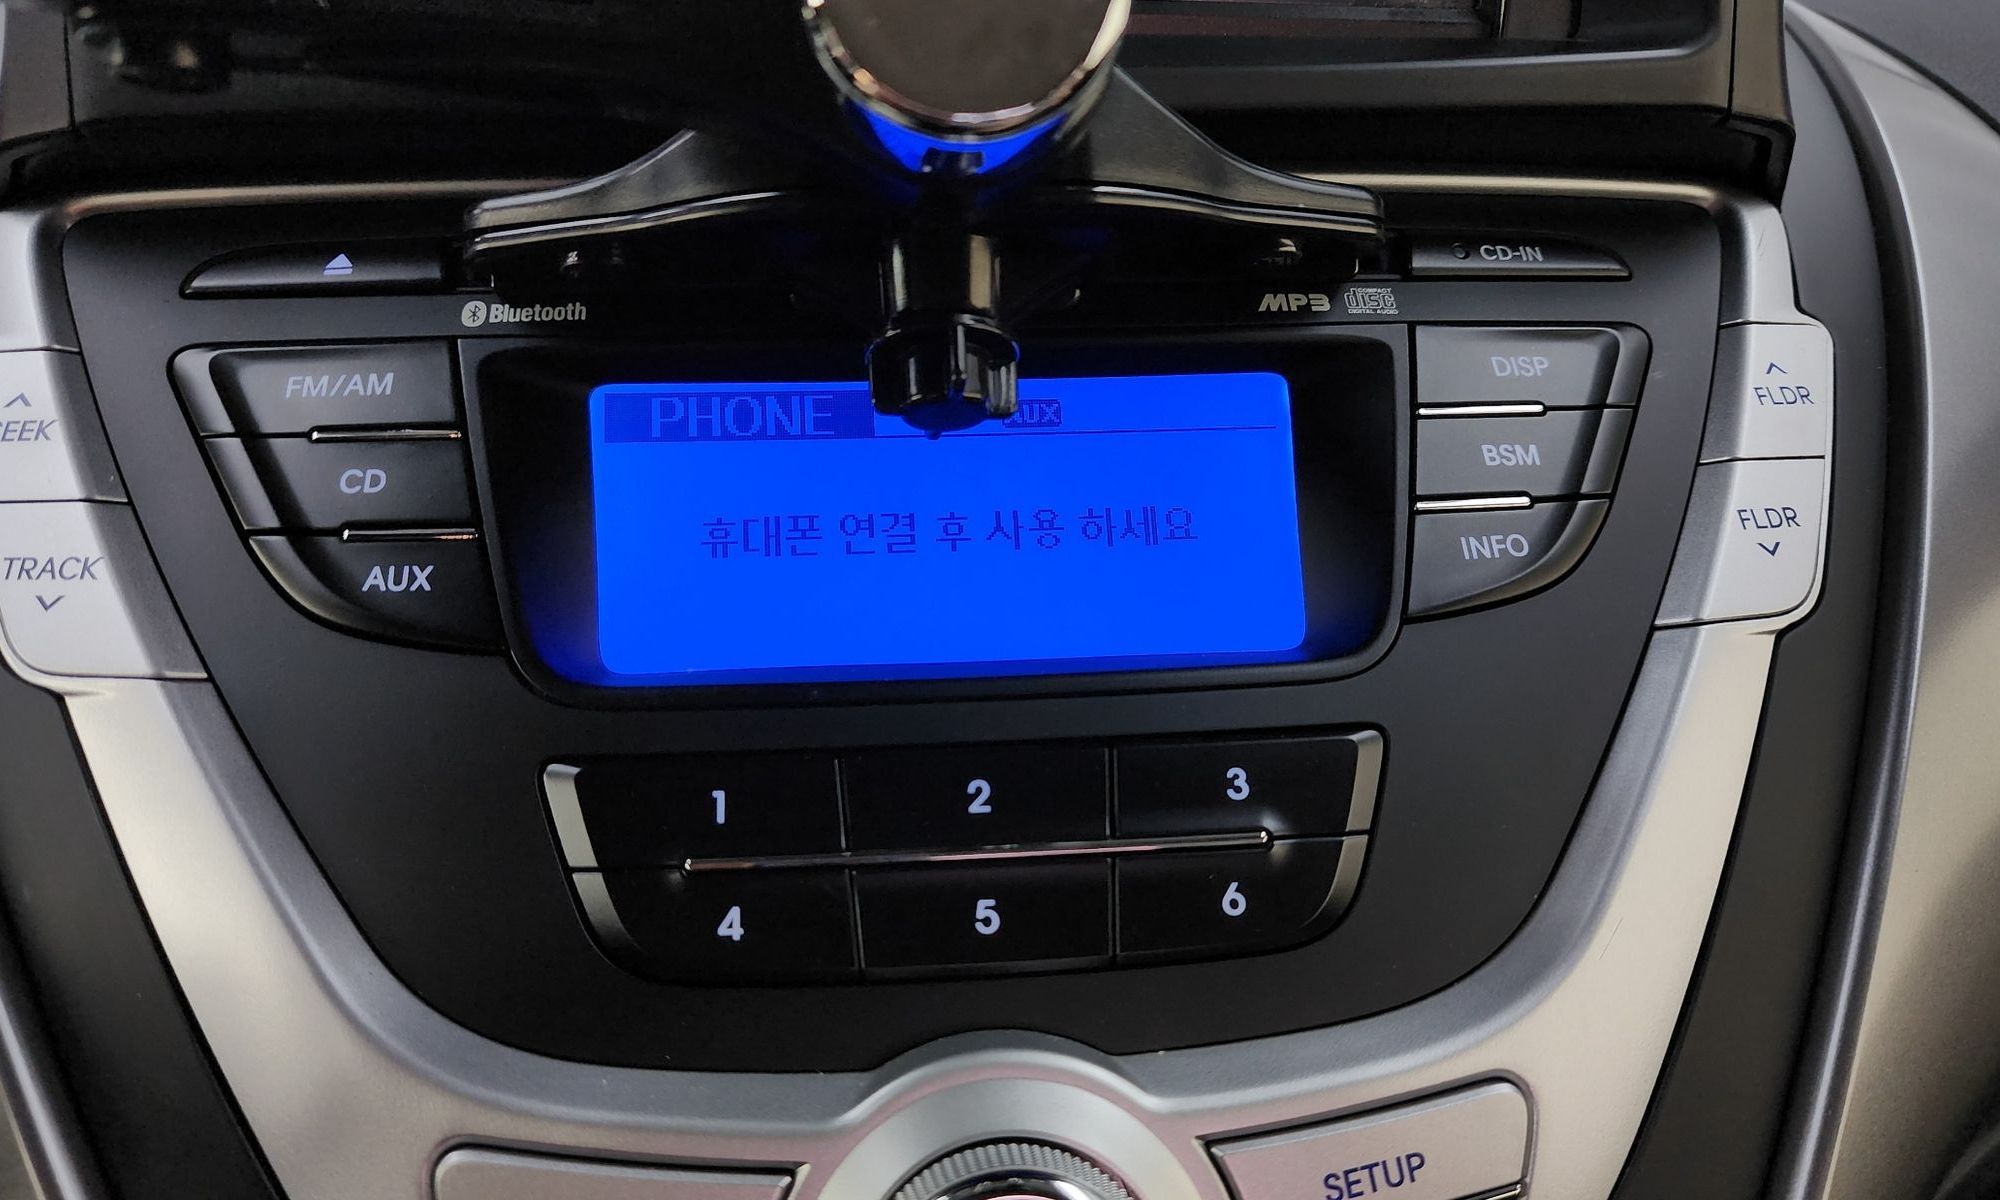 CD-IN
Bluetooth
MP3
COMPACT
disc
DIGITAL AUDIO
FM/AM
CD
AUX
PHONE
AUX
휴대폰 연결 후 사용 하세요
DISP
BSM
INFO
FLDR
FLDR
TRACK
1
2
3
4
5
6
SETUP